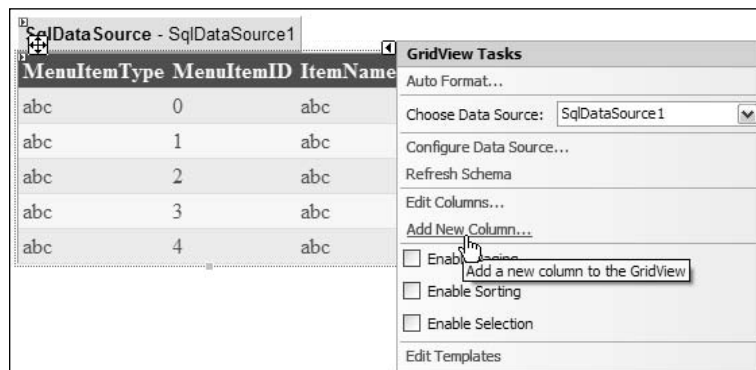 SqlDataSource - SqlDataSource1
MenuItemType MenuItemID ItemName
abc 0 abc
abc 1 abc
abc 2 abc
abc 3 abc
abc 4 abc
GridView Tasks
Auto Format...
Choose Data Source: SqlDataSource1
Configure Data Source...
Refresh Schema
Edit Columns...
Add New Column...
Add a new column to the GridView
Enable Sorting
Enable Selection
Edit Templates